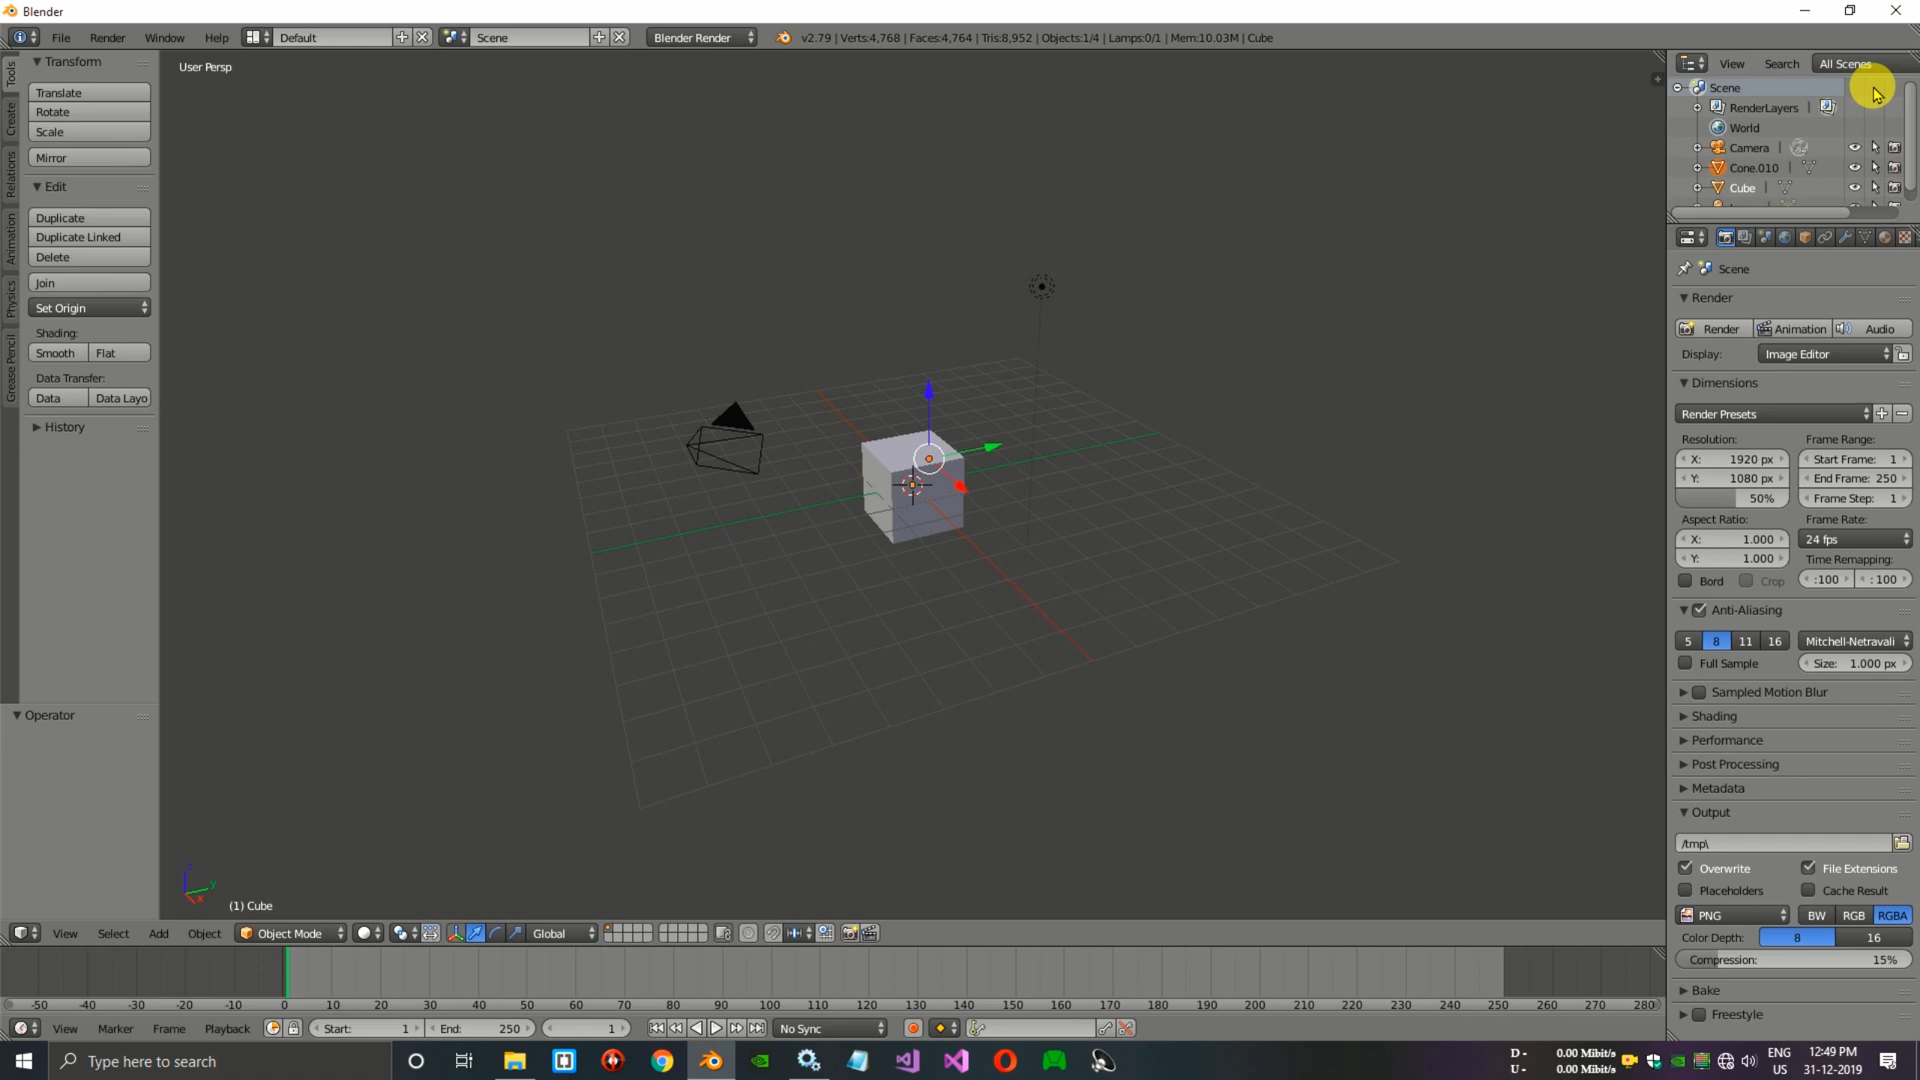 Blender
File Render Window Help Default Scene Blender Render v2.79 | Verts:4,768 | Faces:4,764 | Tris:8,952 | Objects:1/4 | Lamps:0/1 | Mem:10.03M | Cube
Tools
Create
Relations
Animation
Physics
Grease Pencil
Transform
Translate
Rotate
Scale
Mirror
Edit
Duplicate
Duplicate Linked
Delete
Join
Set Origin
Shading:
Smooth Flat
Data Transfer:
Data Data Layo
History
Operator
User Persp
(1) Cube
View Select Add Object Object Mode Global
-50 -40 -30 -20 -10 0 10 20 30 40 50 60 70 80 90 100 110 120 130 140 150 160 170 180 190 200 210 220 230 240 250 260 270 280
View Marker Frame Playback Start: 1 End: 250 1 No Sync
View Search All Scenes
Scene
RenderLayers |
World
Camera |
Cone.010 |
Cube |
Scene
Render
Render Animation Audio
Display: Image Editor
Dimensions
Render Presets
Resolution: Frame Range:
X: 1920 px Start Frame: 1
Y: 1080 px End Frame: 250
50% Frame Step: 1
Aspect Ratio: Frame Rate:
X: 1.000 24 fps
Y: 1.000 Time Remapping:
Bord Crop :100 : 100
Anti-Aliasing
5 8 11 16 Mitchell-Netravali
Full Sample Size: 1.000 px
Sampled Motion Blur
Shading
Performance
Post Processing
Metadata
Output
/tmp\
Overwrite File Extensions
Placeholders Cache Result
PNG BW RGB RGBA
Color Depth: 8 16
Compression: 15%
Bake
Freestyle
Type here to search
D - 0.00 Mibit/s
U - 0.00 Mibit/s
ENG
US
12:49 PM
31-12-2019